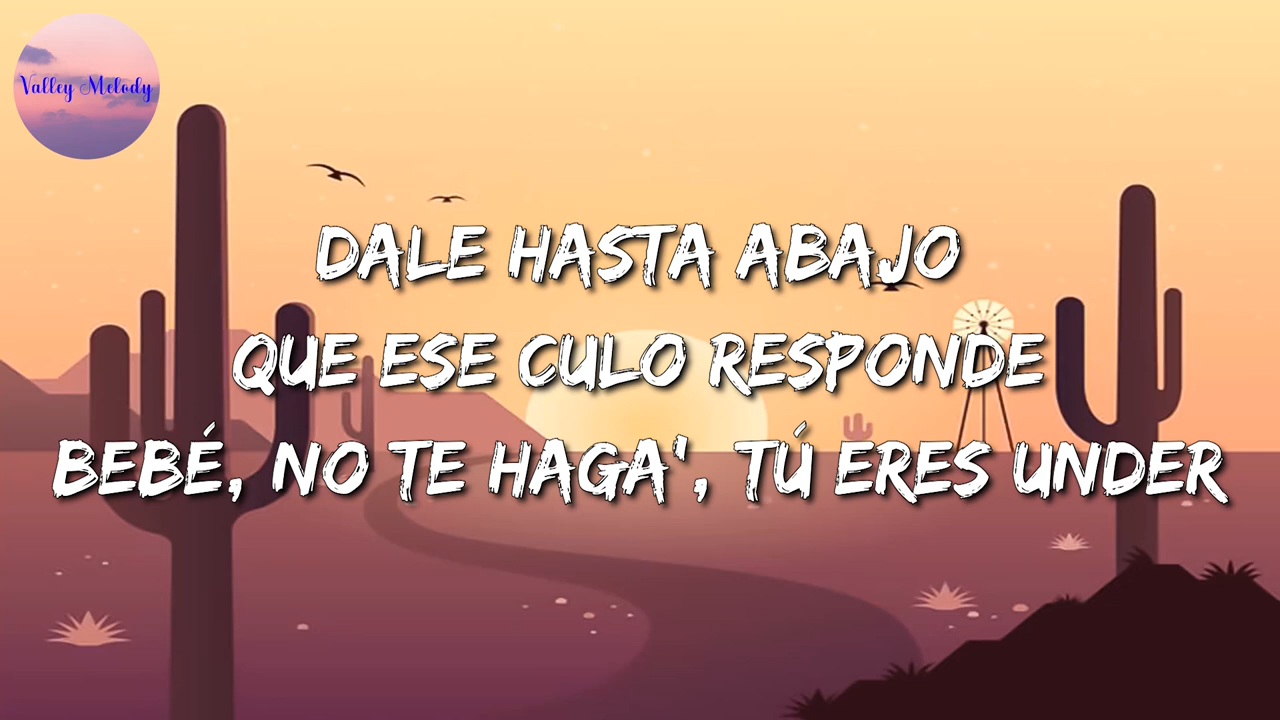 Valley Melody
DALE HASTA ABAJO
QUE ESE CULO RESPONDE
BEBÉ, NO TE HAGA', TÚ ERES UNDER